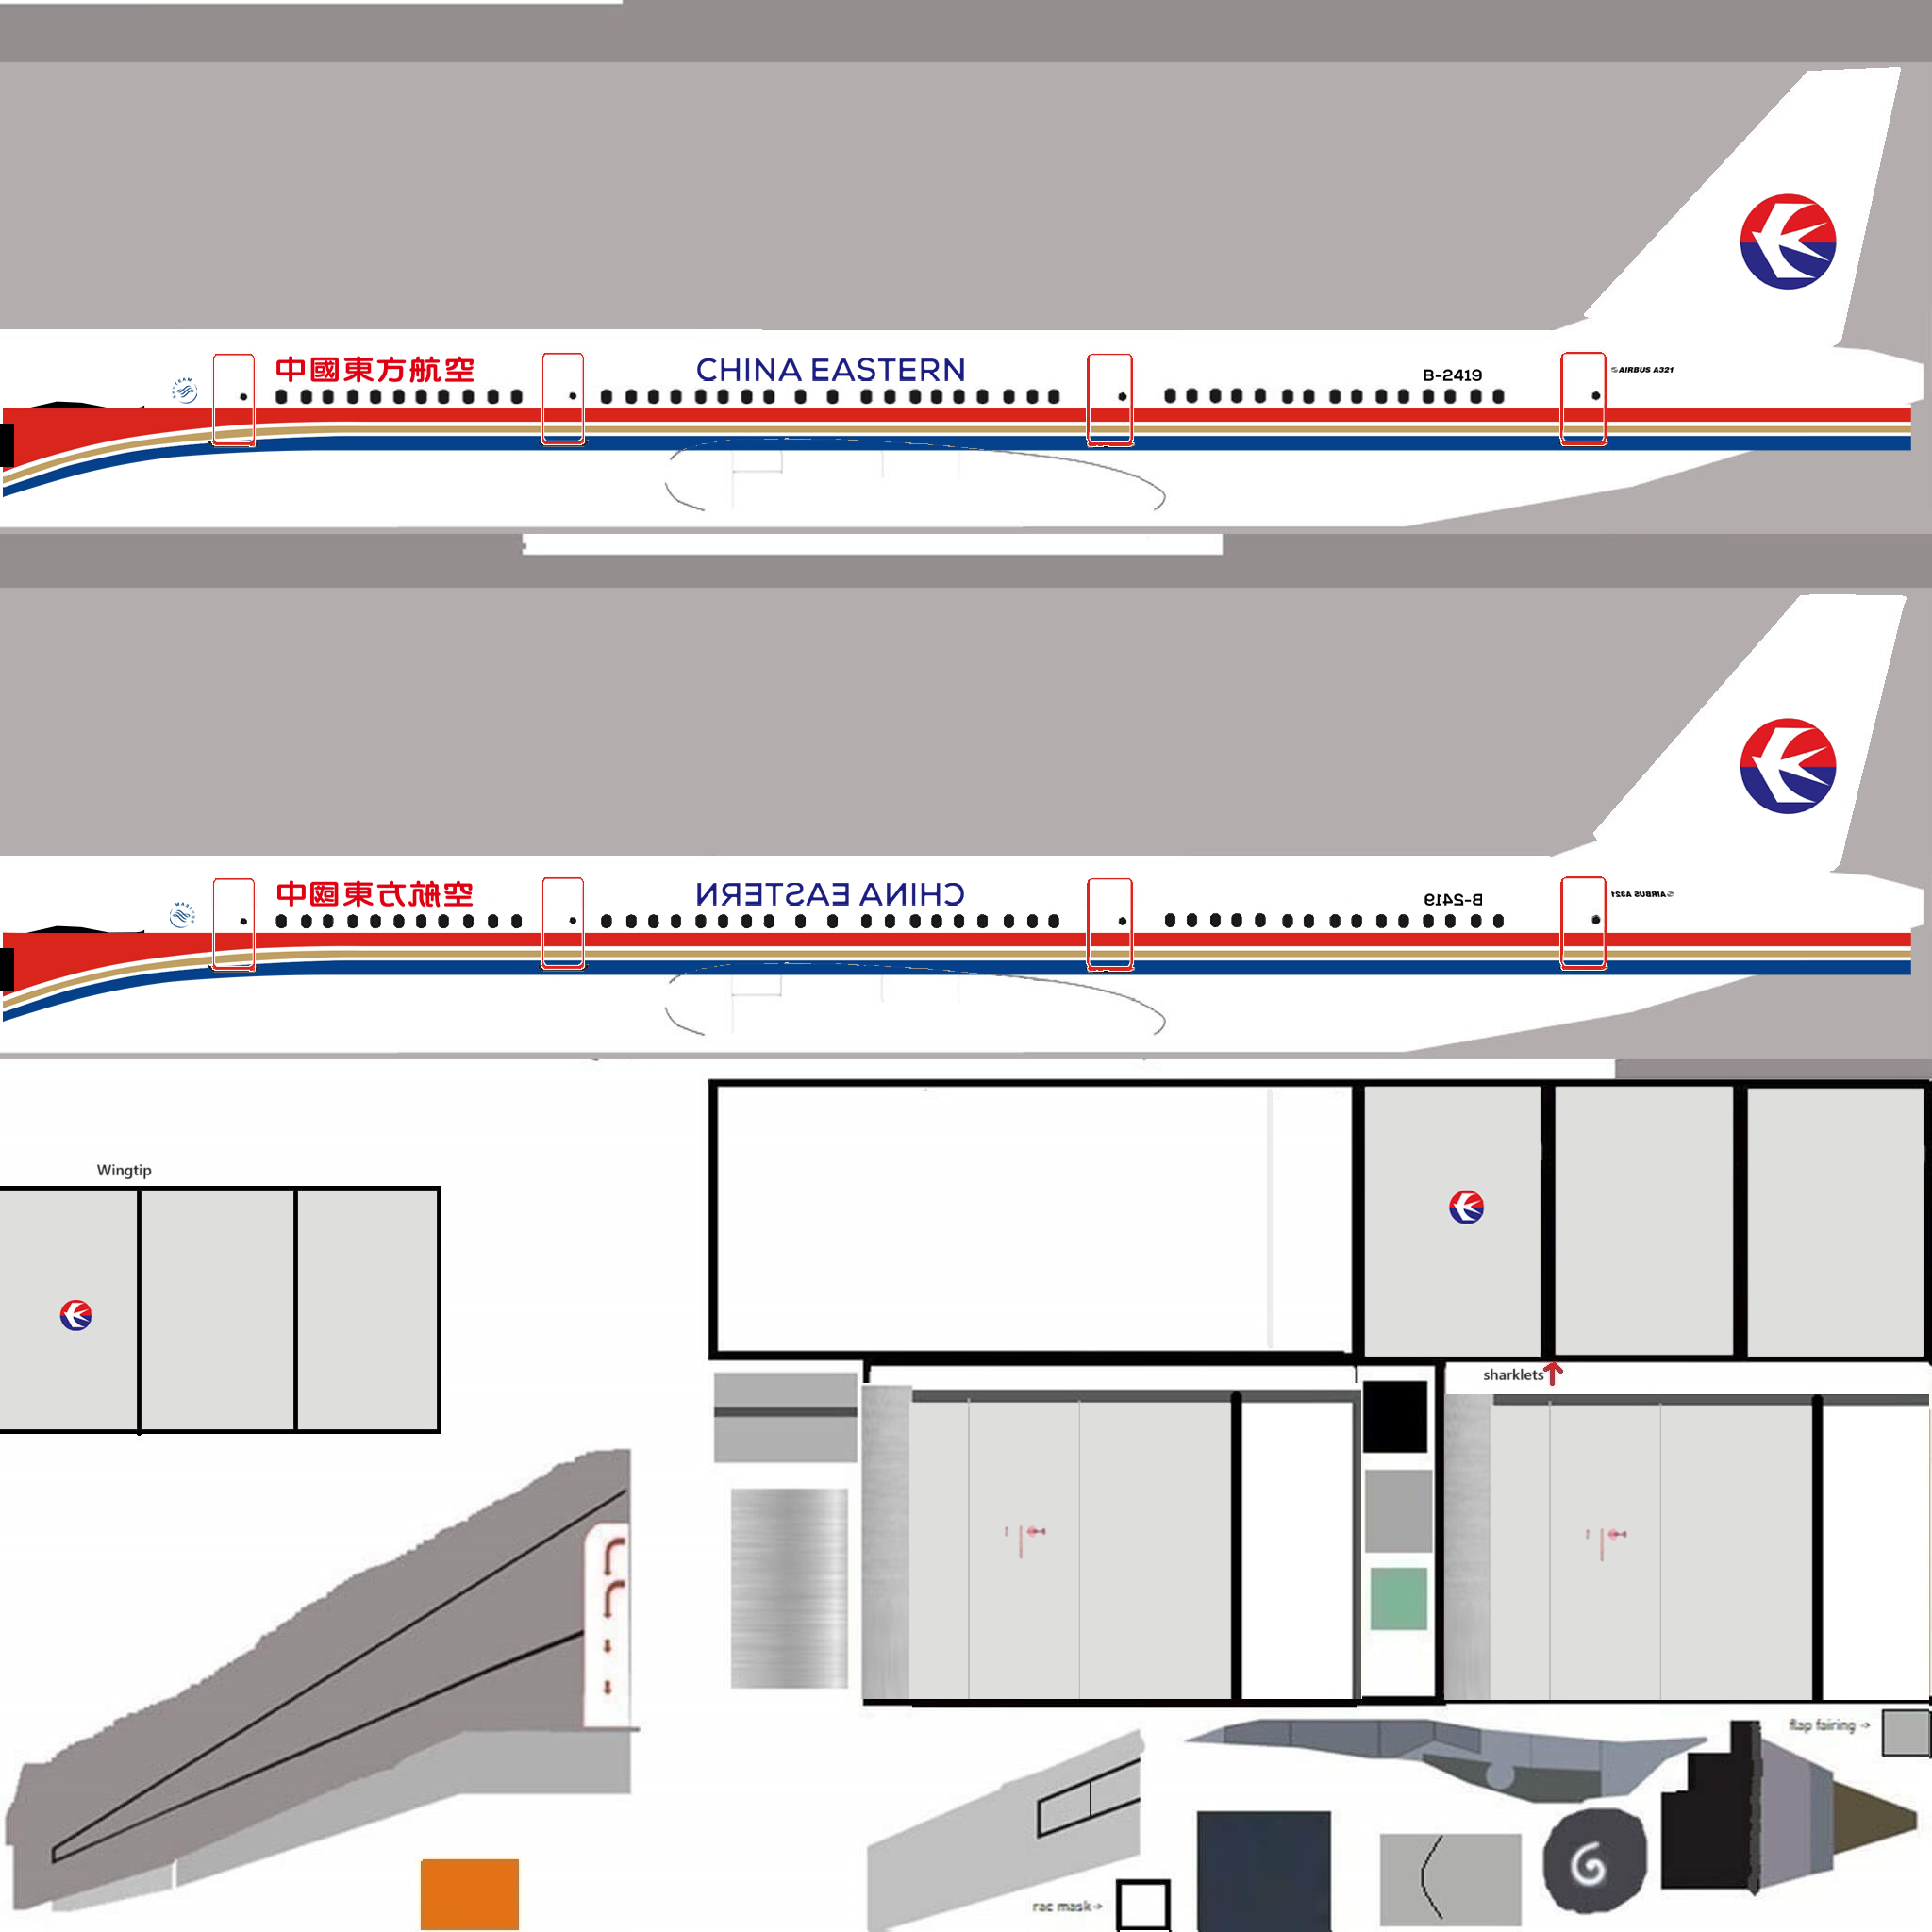 中國東方航空
CHINA EASTERN
B-2419
AIRBUS A321
中國東方航空
CHINA EASTERN
B-2419
AIRBUS A321
Wingtip
sharklets
flap fairing ->
rac mask->